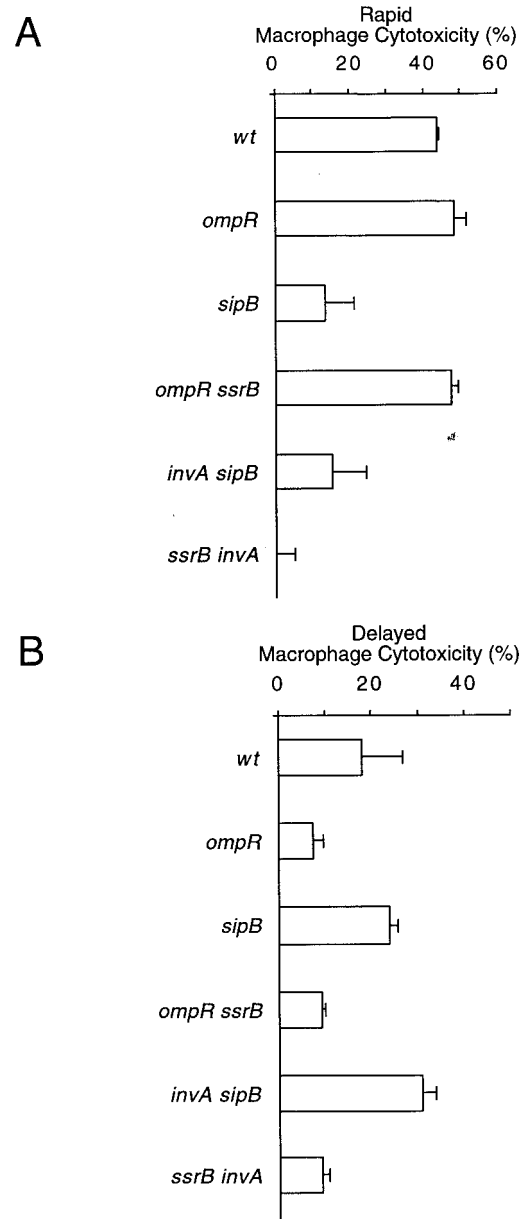 A
Rapid
Macrophage Cytotoxicity (%)
0 20 40 60
wt
ompR
sipB
ompR ssrB
invA sipB
ssrB invA
B
Delayed
Macrophage Cytotoxicity (%)
0 20 40
wt
ompR
sipB
ompR ssrB
invA sipB
ssrB invA